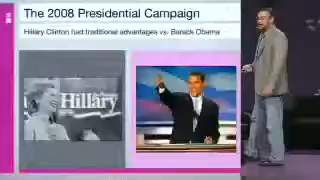 The 2008 Presidential Campaign
Hillary Clinton had traditional advantages vs. Barack Obama
Hillary